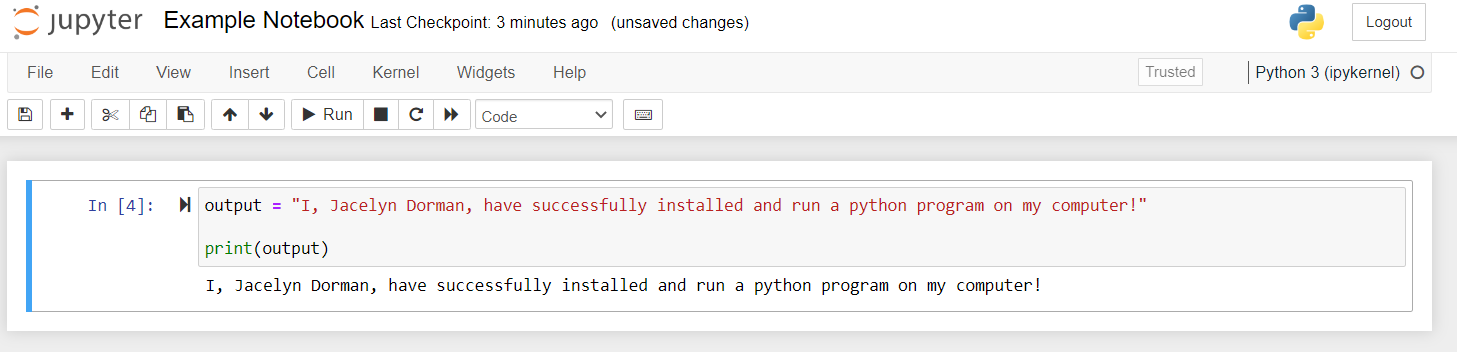 jupyter Example Notebook Last Checkpoint: 3 minutes ago (unsaved changes) Logout
File Edit View Insert Cell Kernel Widgets Help Trusted Python 3 (ipykernel)
Run Code
In [4]: output = "I, Jacelyn Dorman, have successfully installed and run a python program on my computer!"
print(output)
I, Jacelyn Dorman, have successfully installed and run a python program on my computer!